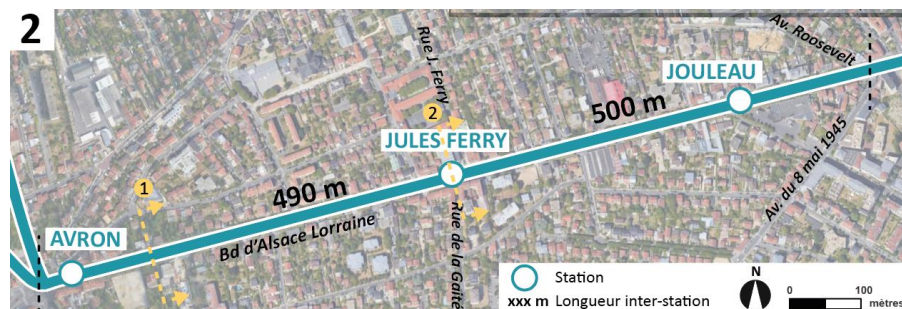 2
Av. Roosevelt
Rue J. Ferry
JOULEAU
500 m
2
JULES FERRY
1
490 m
Av. du 8 mai 1945
Bd d'Alsace Lorraine
Rue de la Gaité
AVRON
Station
xxx m Longueur inter-station
N
0 100
mètres